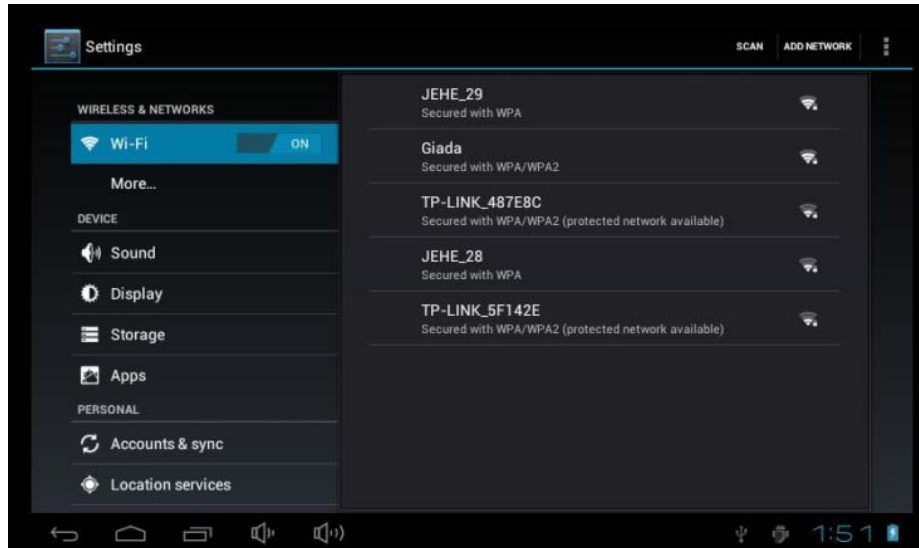 Settings
SCAN
ADD NETWORK
WIRELESS & NETWORKS
Wi-Fi
ON
More...
DEVICE
Sound
Display
Storage
Apps
PERSONAL
Accounts & sync
Location services
JEHE_29
Secured with WPA
Giada
Secured with WPA/WPA2
TP-LINK_487E8C
Secured with WPA/WPA2 (protected network available)
JEHE_28
Secured with WPA
TP-LINK_5F142E
Secured with WPA/WPA2 (protected network available)
1:51